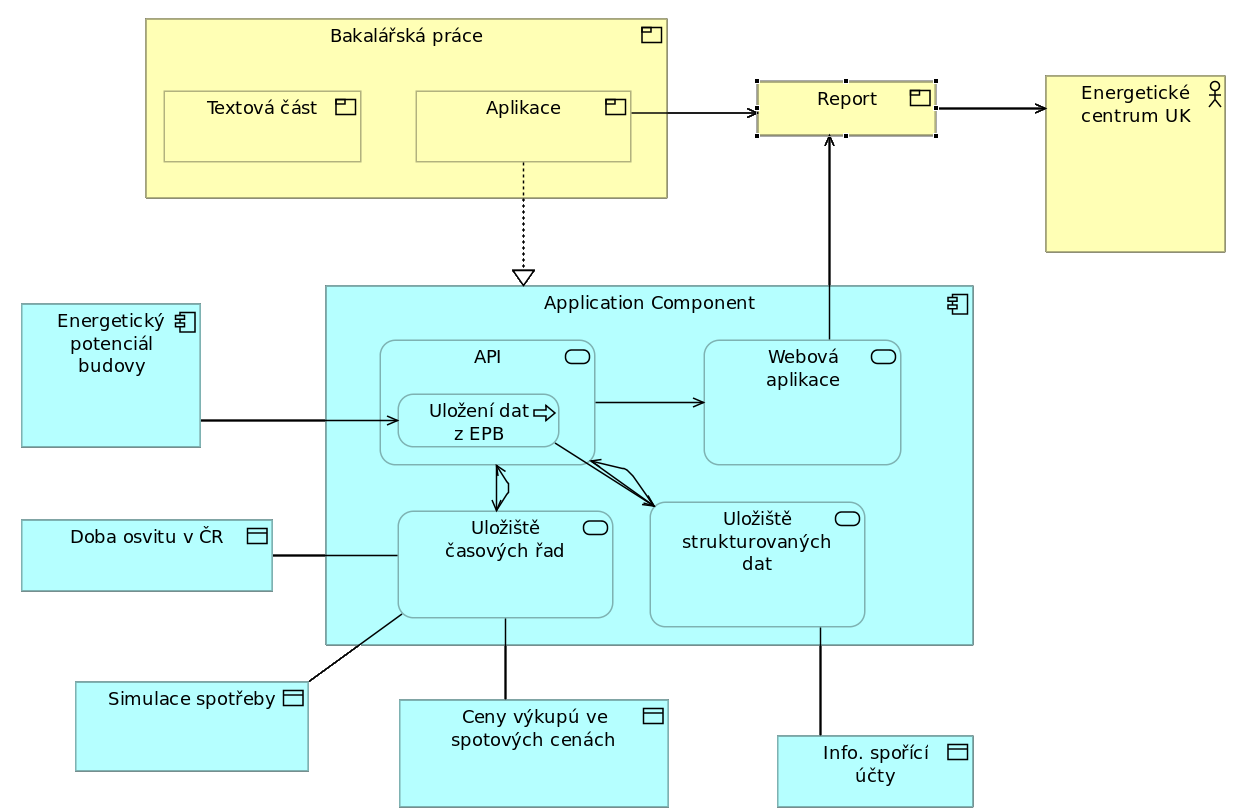 Bakalářská práce
Textová část
Aplikace
Report
Energetické
centrum UK
Application Component
Energetický
potenciál
budovy
API
Uložení dat
z EPB
Webová
aplikace
Doba osvitu v ČR
Uložiště
časových řad
Uložiště
strukturovaných
dat
Simulace spotřeby
Ceny výkupú ve
spotových cenách
Info. spořící
účty